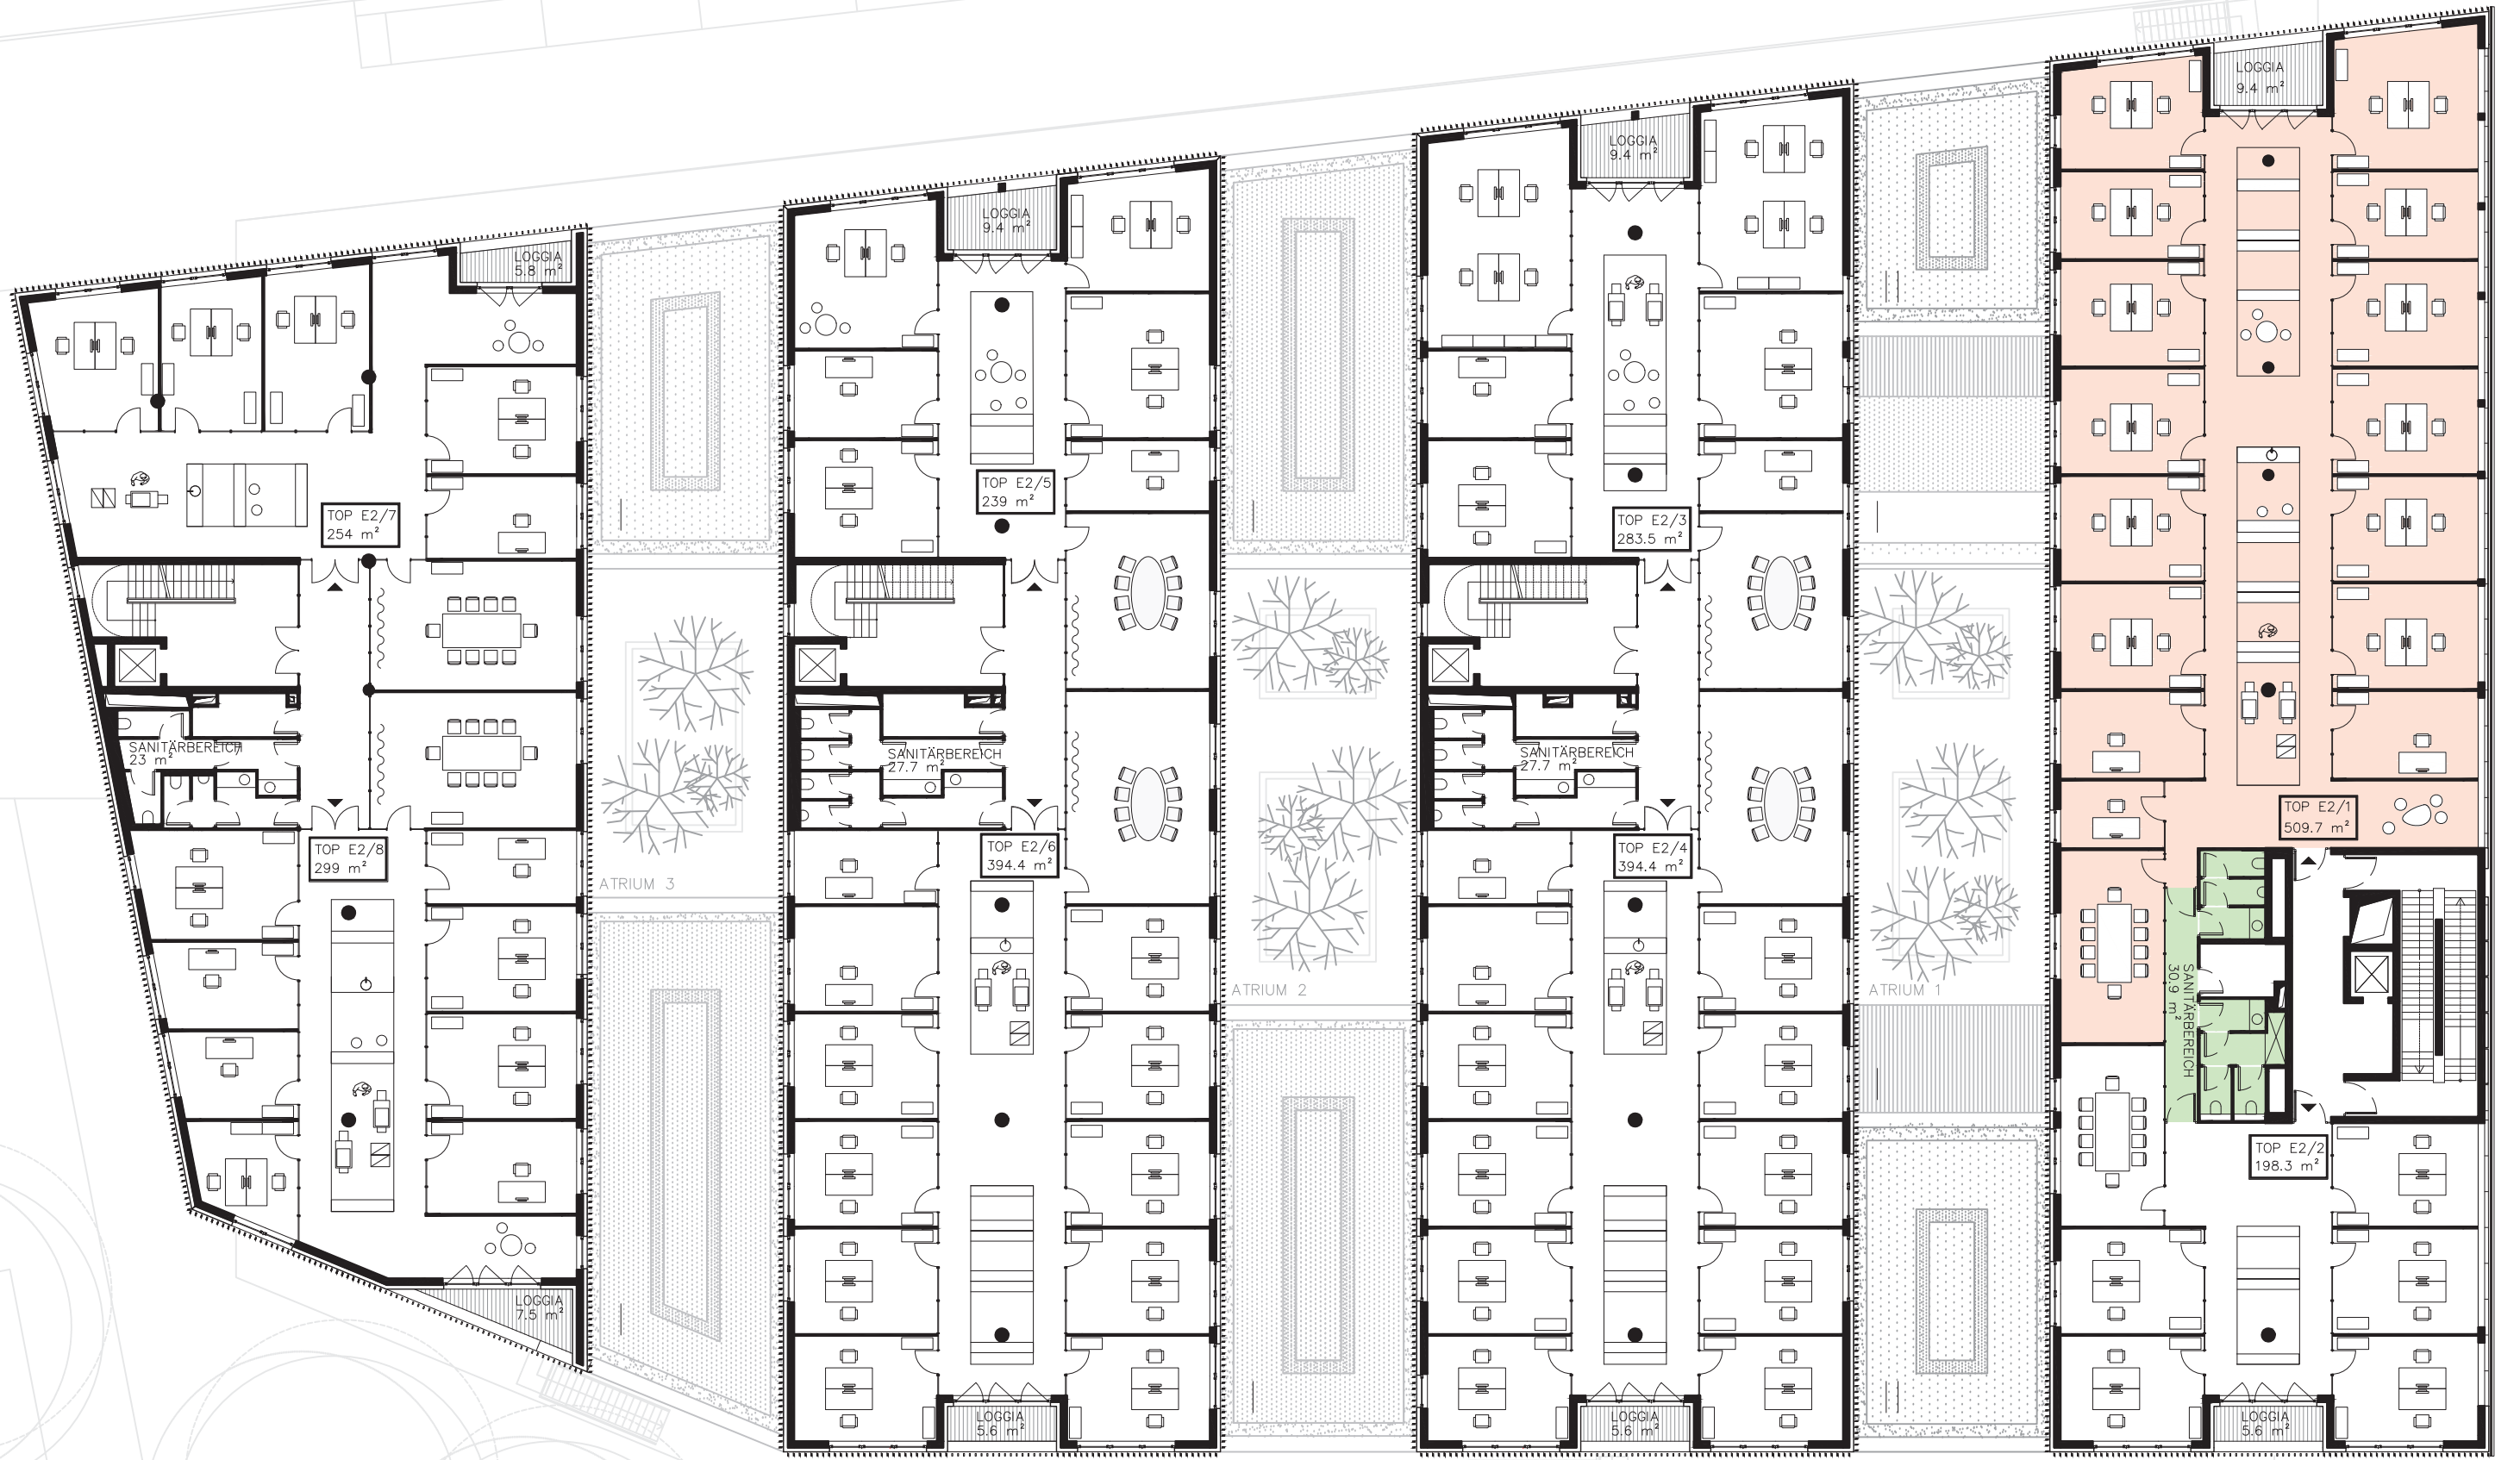 LOGGIA
9.4 m²
LOGGIA
9.4 m²
LOGGIA
9.4 m²
LOGGIA
5.8 m²
TOP E2/7
254 m²
TOP E2/5
239 m²
TOP E2/3
283.5 m²
SANITÄRBEREICH
23 m²
SANITÄRBEREICH
27.7 m²
SANITÄRBEREICH
27.7 m²
TOP E2/1
509.7 m²
TOP E2/8
299 m²
TOP E2/6
394.4 m²
TOP E2/4
394.4 m²
ATRIUM 3
ATRIUM 2
ATRIUM 1
SANITÄRBEREICH
30.9 m²
TOP E2/2
198.3 m²
LOGGIA
7.5 m²
LOGGIA
5.6 m²
LOGGIA
5.6 m²
LOGGIA
5.6 m²